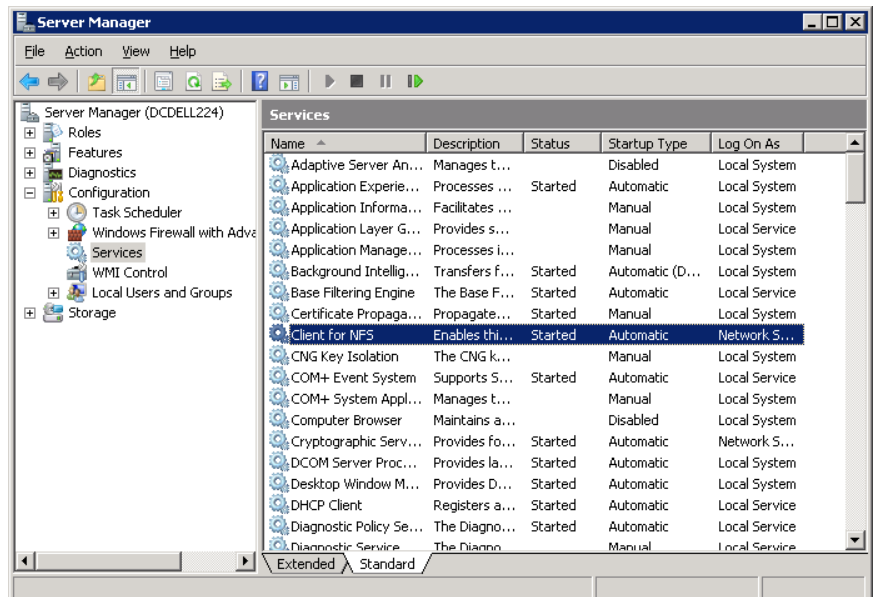 Server Manager
File Action View Help
Server Manager (DCDELL224)
Roles
Features
Diagnostics
Configuration
Task Scheduler
Windows Firewall with Adva
Services
WMI Control
Local Users and Groups
Storage
Services
Name Description Status Startup Type Log On As
Adaptive Server An... Manages t... Disabled Local System
Application Experie... Processes ... Started Automatic Local System
Application Informa... Facilitates ... Manual Local System
Application Layer G... Provides s... Manual Local Service
Application Manage... Processes i... Manual Local System
Background Intellig... Transfers f... Started Automatic (D... Local System
Base Filtering Engine The Base F... Started Automatic Local Service
Certificate Propaga... Propagate... Started Manual Local System
Client for NFS Enables thi... Started Automatic Network S...
CNG Key Isolation The CNG k... Manual Local System
COM+ Event System Supports S... Started Automatic Local Service
COM+ System Appl... Manages t... Manual Local System
Computer Browser Maintains a... Disabled Local System
Cryptographic Serv... Provides fo... Started Automatic Network S...
DCOM Server Proc... Provides la... Started Automatic Local System
Desktop Window M... Provides D... Started Automatic Local System
DHCP Client Registers a... Started Automatic Local Service
Diagnostic Policy Se... The Diagno... Started Automatic Local Service
Diagnostic Service The Diagno Manual Local Service
Extended Standard